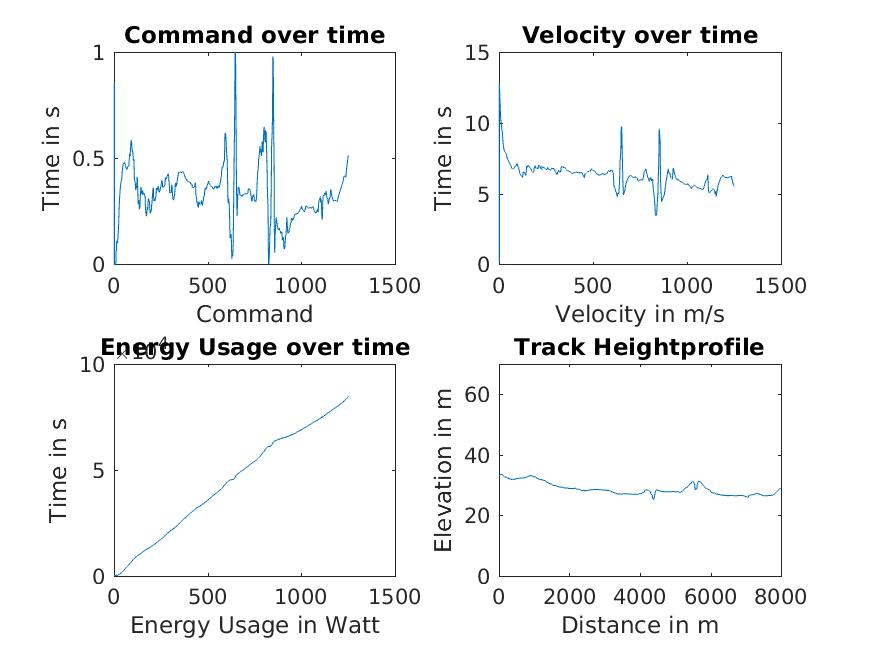 Command over time
Time in s
1
0.5
0
0 500 1000 1500
Command
Velocity over time
Time in s
15
10
5
0
0 500 1000 1500
Velocity in m/s
Energy Usage over time
×10^4
Time in s
10
5
0
0 500 1000 1500
Energy Usage in Watt
Track Heightprofile
Elevation in m
60
40
20
0
0 2000 4000 6000 8000
Distance in m